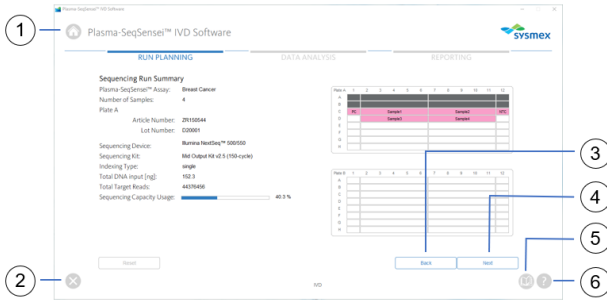 Plasma-SeqSensei™ IVD Software
1
Plasma-SeqSensei™ IVD Software
sysmex
RUN PLANNING
DATA ANALYSIS
REPORTING
Sequencing Run Summary
Plasma-SeqSensei™ Assay: Breast Cancer
Number of Samples: 4
Plate A
Article Number: ZR150544
Lot Number: D20001
Sequencing Device: Illumina NextSeq™ 500/550
Sequencing Kit: Mid Output Kit v2.5 (150-cycle)
Indexing Type: single
Total DNA input [ng]: 152.3
Total Target Reads: 44376456
Sequencing Capacity Usage: 40.3 %
Plate A 1 2 3 4 5 6 7 8 9 10 11 12
A
B
C PC Sample1 Sample2 NTC
D Sample3 Sample4
E
F
G
H
Plate B 1 2 3 4 5 6 7 8 9 10 11 12
A
B
C
D
E
F
G
H
3
4
5
Reset
Back
Next
2
IVD
?
6